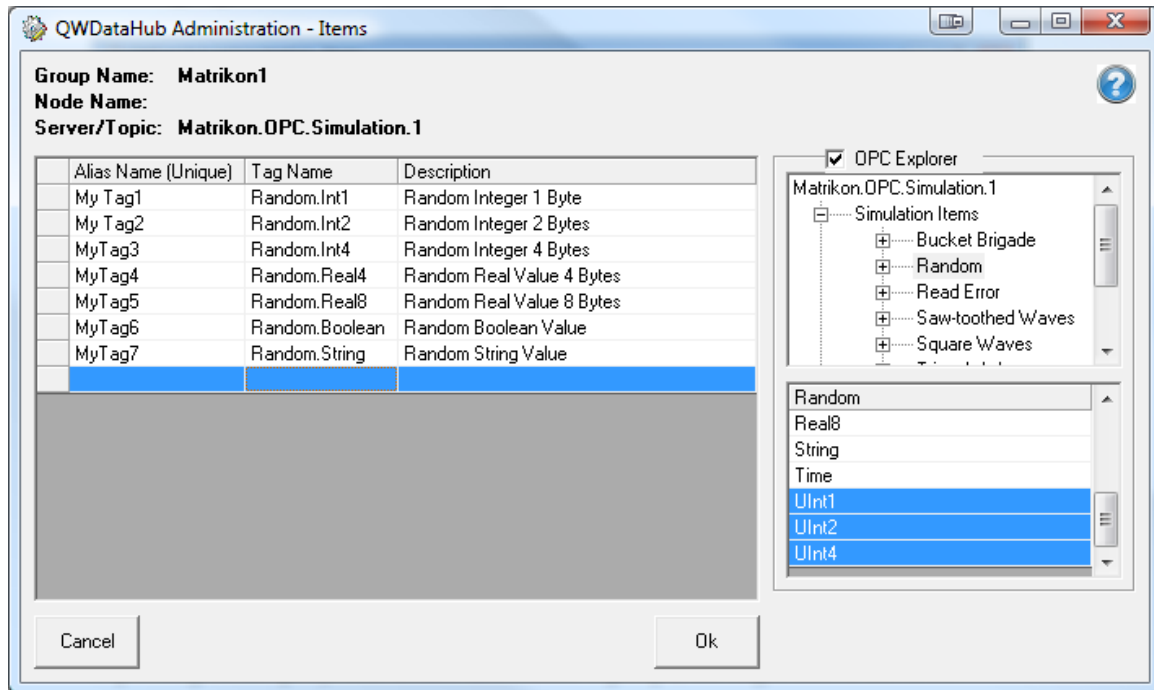 QWDataHub Administration - Items
Group Name: Matrikon1
Node Name:
Server/Topic: Matrikon.OPC.Simulation.1
Alias Name (Unique) Tag Name Description
My Tag1 Random.Int1 Random Integer 1 Byte
My Tag2 Random.Int2 Random Integer 2 Bytes
MyTag3 Random.Int4 Random Integer 4 Bytes
MyTag4 Random.Real4 Random Real Value 4 Bytes
MyTag5 Random.Real8 Random Real Value 8 Bytes
MyTag6 Random.Boolean Random Boolean Value
MyTag7 Random.String Random String Value
OPC Explorer
Matrikon.OPC.Simulation.1
Simulation Items
Bucket Brigade
Random
Read Error
Saw-toothed Waves
Square Waves
Random
Real8
String
Time
UInt1
UInt2
UInt4
Cancel
Ok